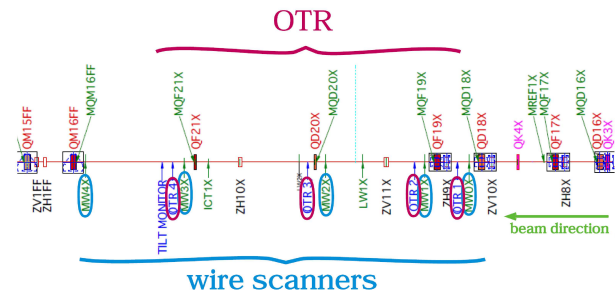 OTR
QM15FF
QM16FF
MQM16FF
MQF21X
QF21X
QD20X
MQD20X
MQF19X
QF19X
MQD18X
QD18X
QK4X
MREF1X
MQF17X
QF17X
MQD16X
QD16X
QK3X
ZV1FF
ZH1FF
MW4X
TILT MONITOR
OTR 4
MW3X
ICT1X
ZH10X
OTR 3
MW2X
LW1X
ZV11X
OTR 2
MW1X
ZH9X
OTR 1
MW0X
ZV10X
ZH8X
beam direction
wire scanners